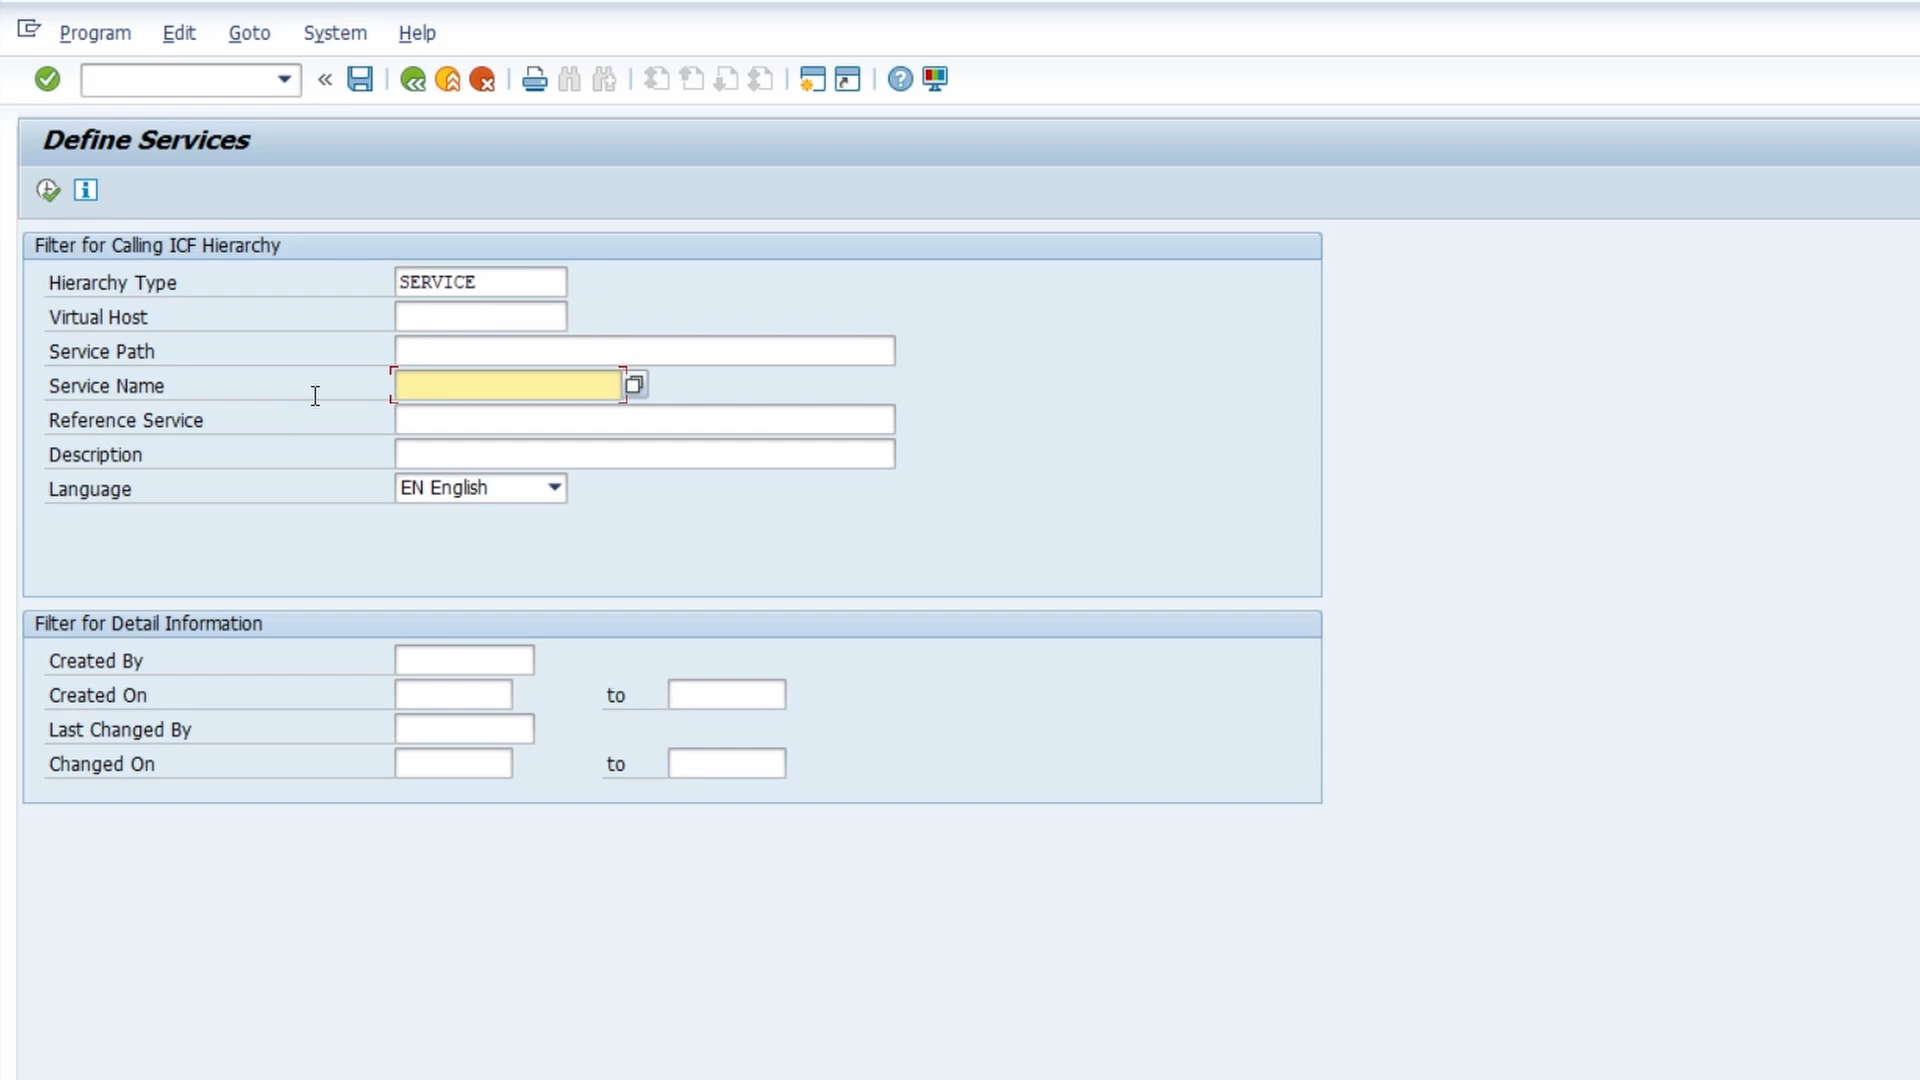 Program Edit Goto System Help
Define Services
Filter for Calling ICF Hierarchy
Hierarchy Type SERVICE
Virtual Host
Service Path
Service Name
Reference Service
Description
Language EN English
Filter for Detail Information
Created By
Created On to
Last Changed By
Changed On to